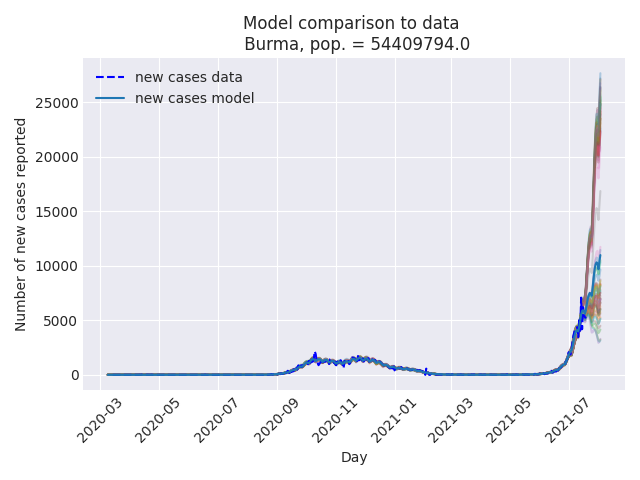 Model comparison to data
Burma, pop. = 54409794.0
new cases data
new cases model
Number of new cases reported
25000
20000
15000
10000
5000
0
2020-03
2020-05
2020-07
2020-09
2020-11
2021-01
2021-03
2021-05
2021-07
Day